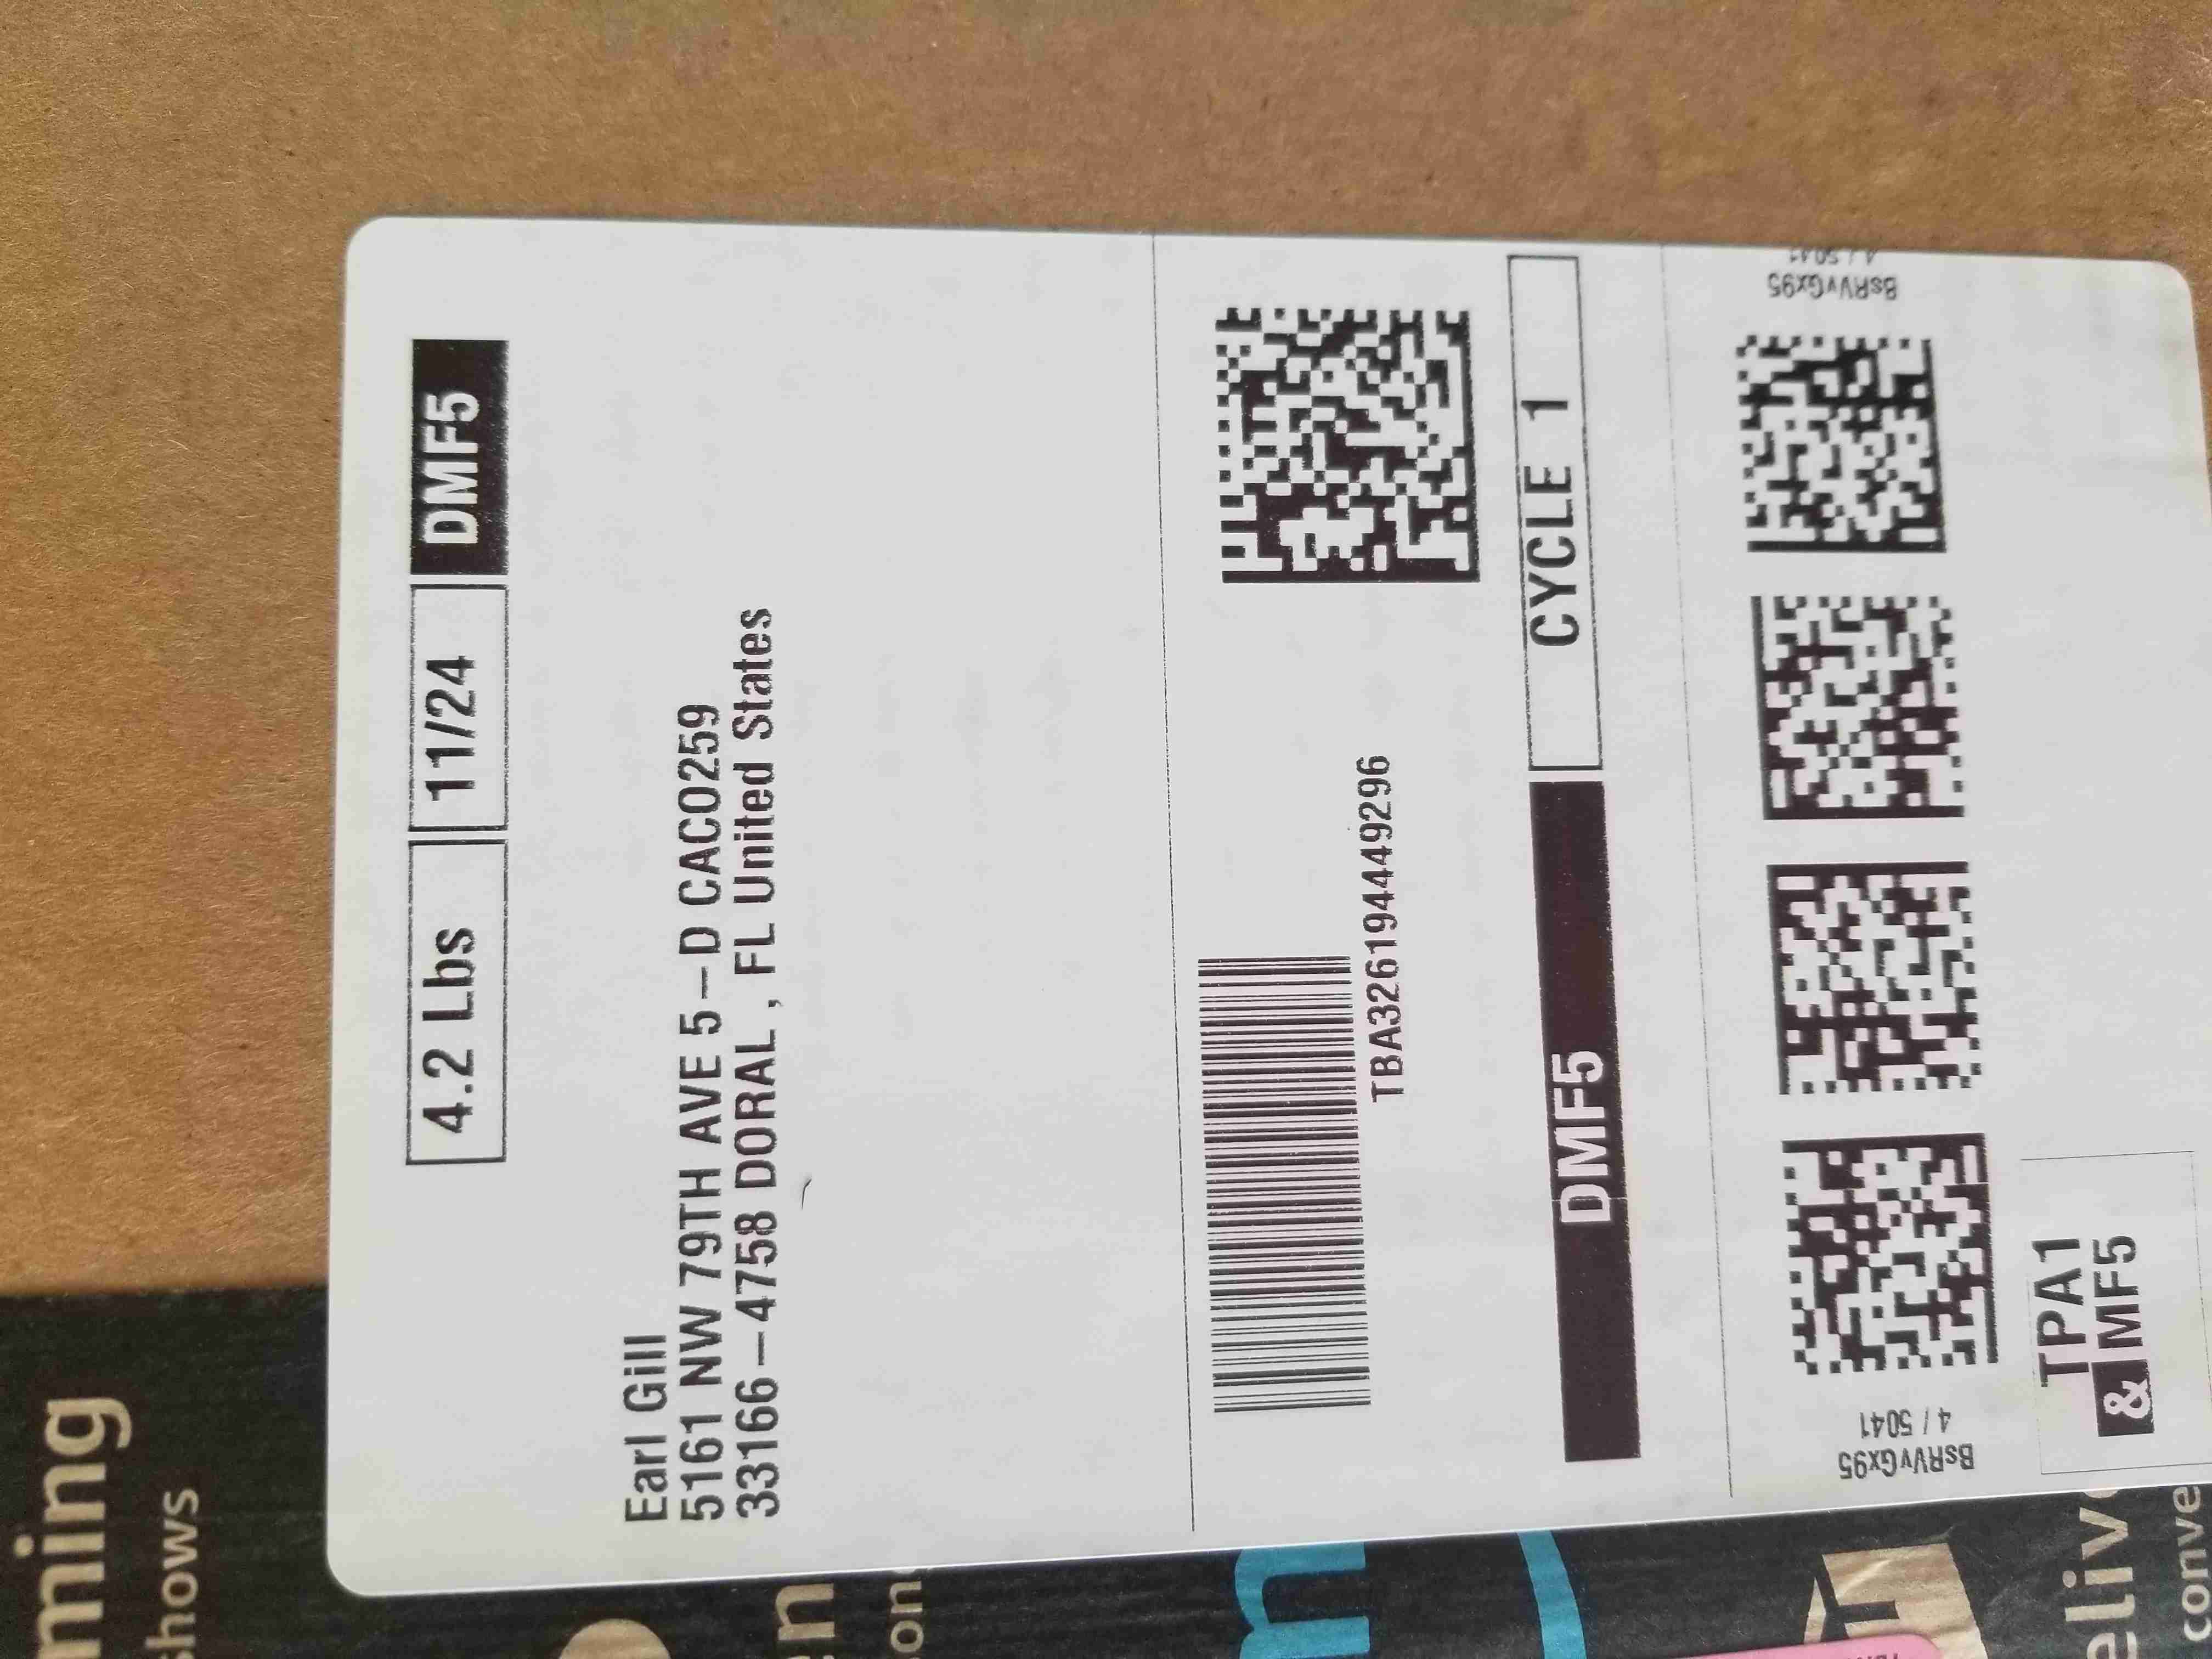 4.2 Lbs 11/24 DMF5
Earl Gill
5161 NW 79TH AVE 5-D CAC0259
33166-4758 DORAL, FL United States
TBA326194449296
DMF5 CYCLE 1
BsRVvGx95
4 / 5041
BsRVvGx95
4 / 5041
TPA1
& MF5
ming
shows